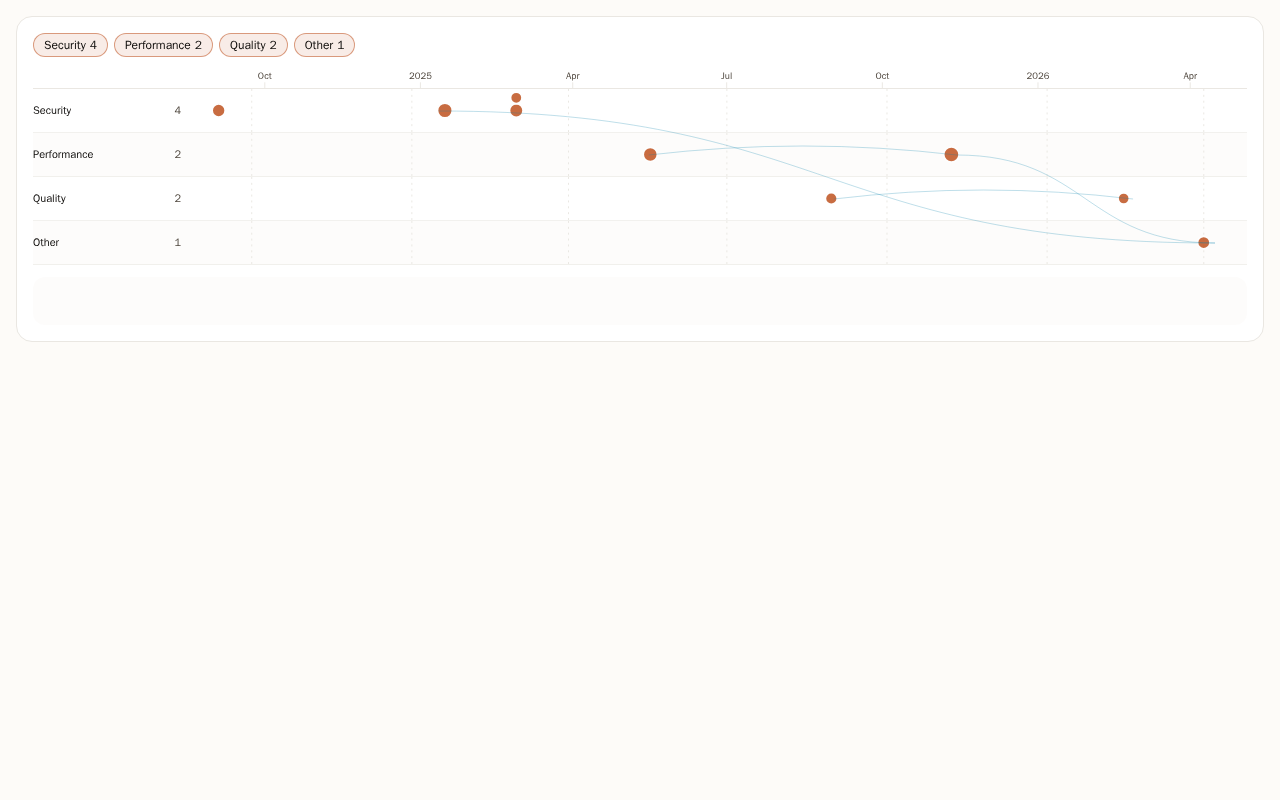 Security 4 Performance 2 Quality 2 Other 1
Oct 2025 Apr Jul Oct 2026 Apr
Security 4
Performance 2
Quality 2
Other 1